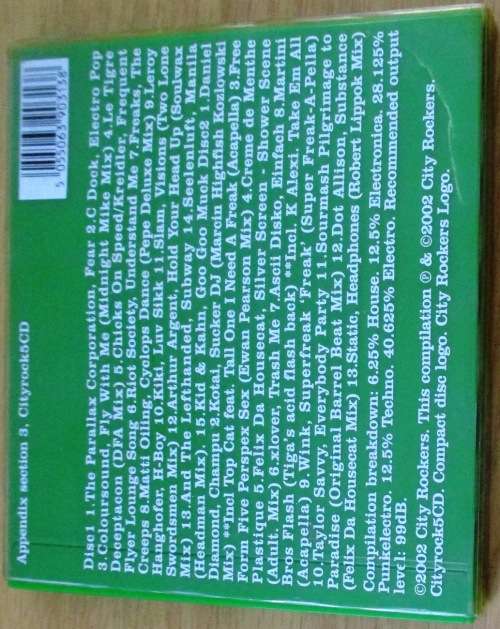 Appendix section 3. Cityrock5CD
5 055063 903158
Disc1 1.The Parallax Corporation, Fear 2.C Dock, Electro Pop
3.Coloursound, Fly With Me (Midnight Mike Mix) 4.Le Tigre
Deceptacon (DFA Mix) 5.Chicks On Speed/Kreidler, Frequent
Flyer Lounge Song 6.Riot Society, Understand Me 7.Freaks, The
Creeps 8.Matti Oiling, Cyclops Dance (Pepe Deluxe Mix) 9.Leroy
Hanghofer, H-Boy 10.Kiki, Luv Sikk 11.Slam, Visions (Two Lone
Swordsmen Mix) 12.Arthur Argent, Hold Your Head Up (Soulwax
Mix) 13.And The Lefthanded, Subway 14.Seelenluft, Manila
(Headman Mix). 15.Kid & Kahn, Goo Goo Muck Disc2 1.Daniel
Diamond, Champu 2.Kotai, Sucker DJ (Marcin Highfish Kozlowski
Mix) **Incl Top Cat feat. Tall One I Need A Freak (Acapella) 3.Free
Form Five Perspex Sex (Ewan Pearson Mix) 4.Creme de Menthe
Plastique 5.Felix Da Housecat, Silver Screen - Shower Scene
(Adult. Mix) 6.xlover, Trash Me 7.Ascii Disko, Einfach 8.Martini
Bros Flash (Tiga's acid flash back) **Incl. K Alexi, Take Em All
(Acapella) 9.Wink, Superfreak 'Freak' (Super Freak-A-Pella)
10.Taylor Savvy, Everybody Party 11.Sourmash Pilgrimage to
Paradise (Original Barrel Beat Mix) 12.Dot Allison, Substance
(Felix Da Housecat Mix) 13.Static, Headphones (Robert Lippok Mix)
Compilation breakdown: 6.25% House. 12.5% Electronica. 28.125%
Punkelectro. 12.5% Techno. 40.625% Electro. Recommended output
level: 99dB.
©2002 City Rockers. This compilation ℗ & ©2002 City Rockers.
Cityrock5CD. Compact disc logo. City Rockers Logo.